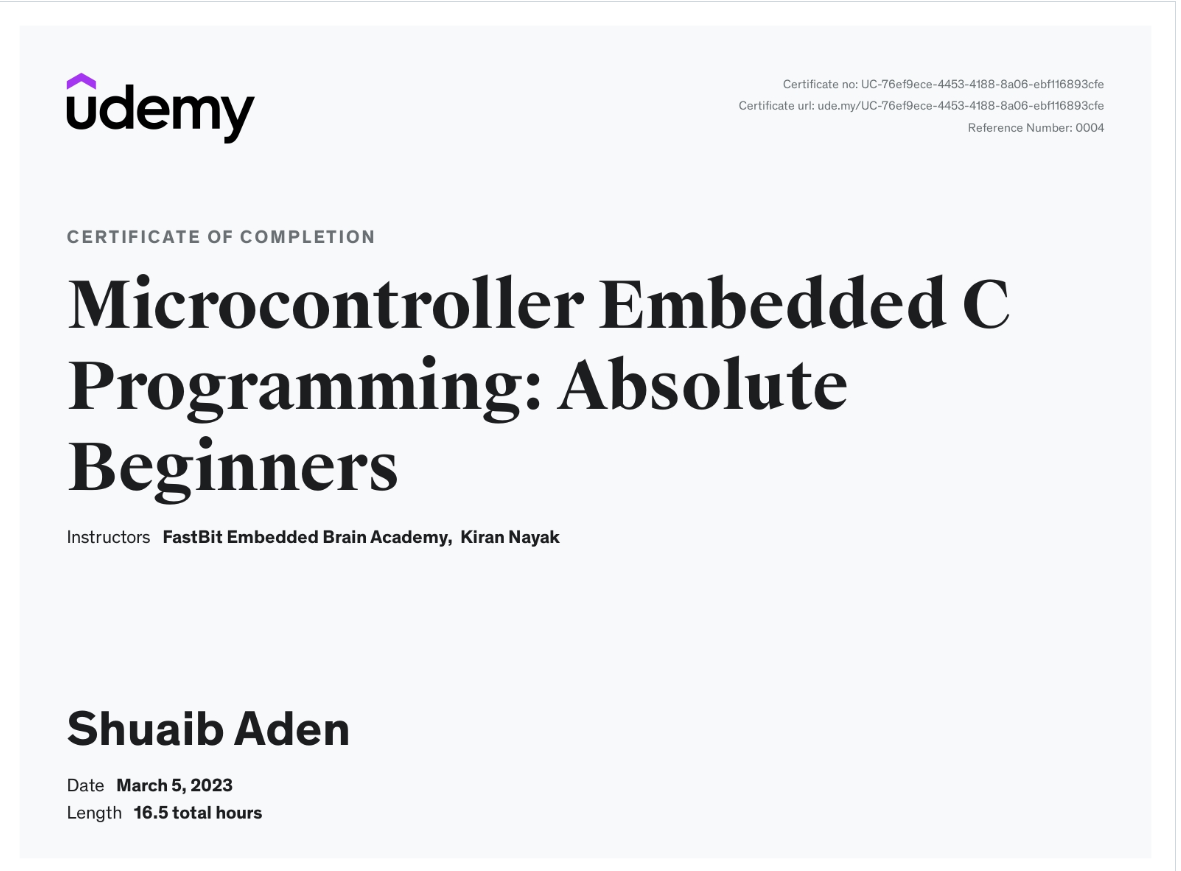 udemy
Certificate no: UC-76ef9ece-4453-4188-8a06-ebf116893cfe
Certificate url: ude.my/UC-76ef9ece-4453-4188-8a06-ebf116893cfe
Reference Number: 0004
CERTIFICATE OF COMPLETION
Microcontroller Embedded C
Programming: Absolute
Beginners
Instructors FastBit Embedded Brain Academy, Kiran Nayak
Shuaib Aden
Date March 5, 2023
Length 16.5 total hours